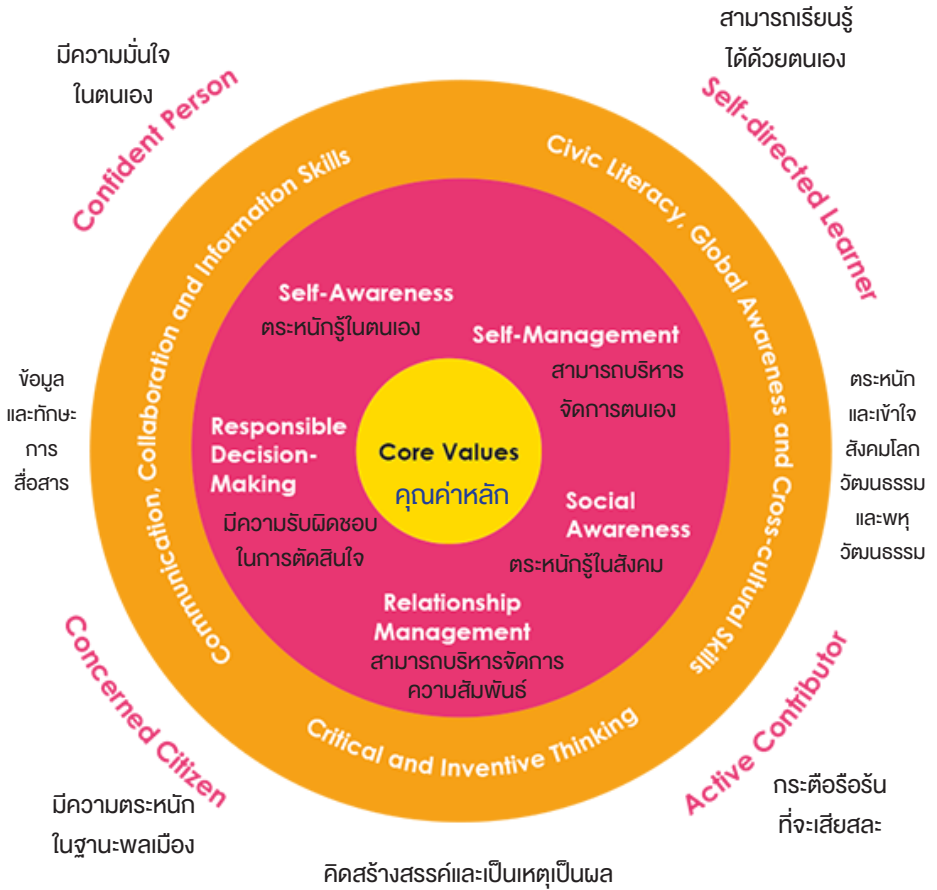 มีความมั่นใจ
ในตนเอง
Confident Person
สามารถเรียนรู้
ได้ด้วยตนเอง
Self-directed Learner
Communication, Collaboration and Information Skills
Civic Literacy, Global Awareness and Cross-cultural Skills
Self-Awareness
ตระหนักรู้ในตนเอง
Self-Management
สามารถบริหาร
จัดการตนเอง
ข้อมูล
และทักษะ
การ
สื่อสาร
Responsible
Decision-
Making
มีความรับผิดชอบ
ในการตัดสินใจ
Core Values
คุณค่าหลัก
Social
Awareness
ตระหนักรู้ในสังคม
ตระหนัก
และเข้าใจ
สังคมโลก
วัฒนธรรม
และพหุ
วัฒนธรรม
Relationship
Management
สามารถบริหารจัดการ
ความสัมพันธ์
Critical and Inventive Thinking
Concerned Citizen
มีความตระหนัก
ในฐานะพลเมือง
Active Contributor
กระตือรือร้น
ที่จะเสียสละ
คิดสร้างสรรค์และเป็นเหตุเป็นผล